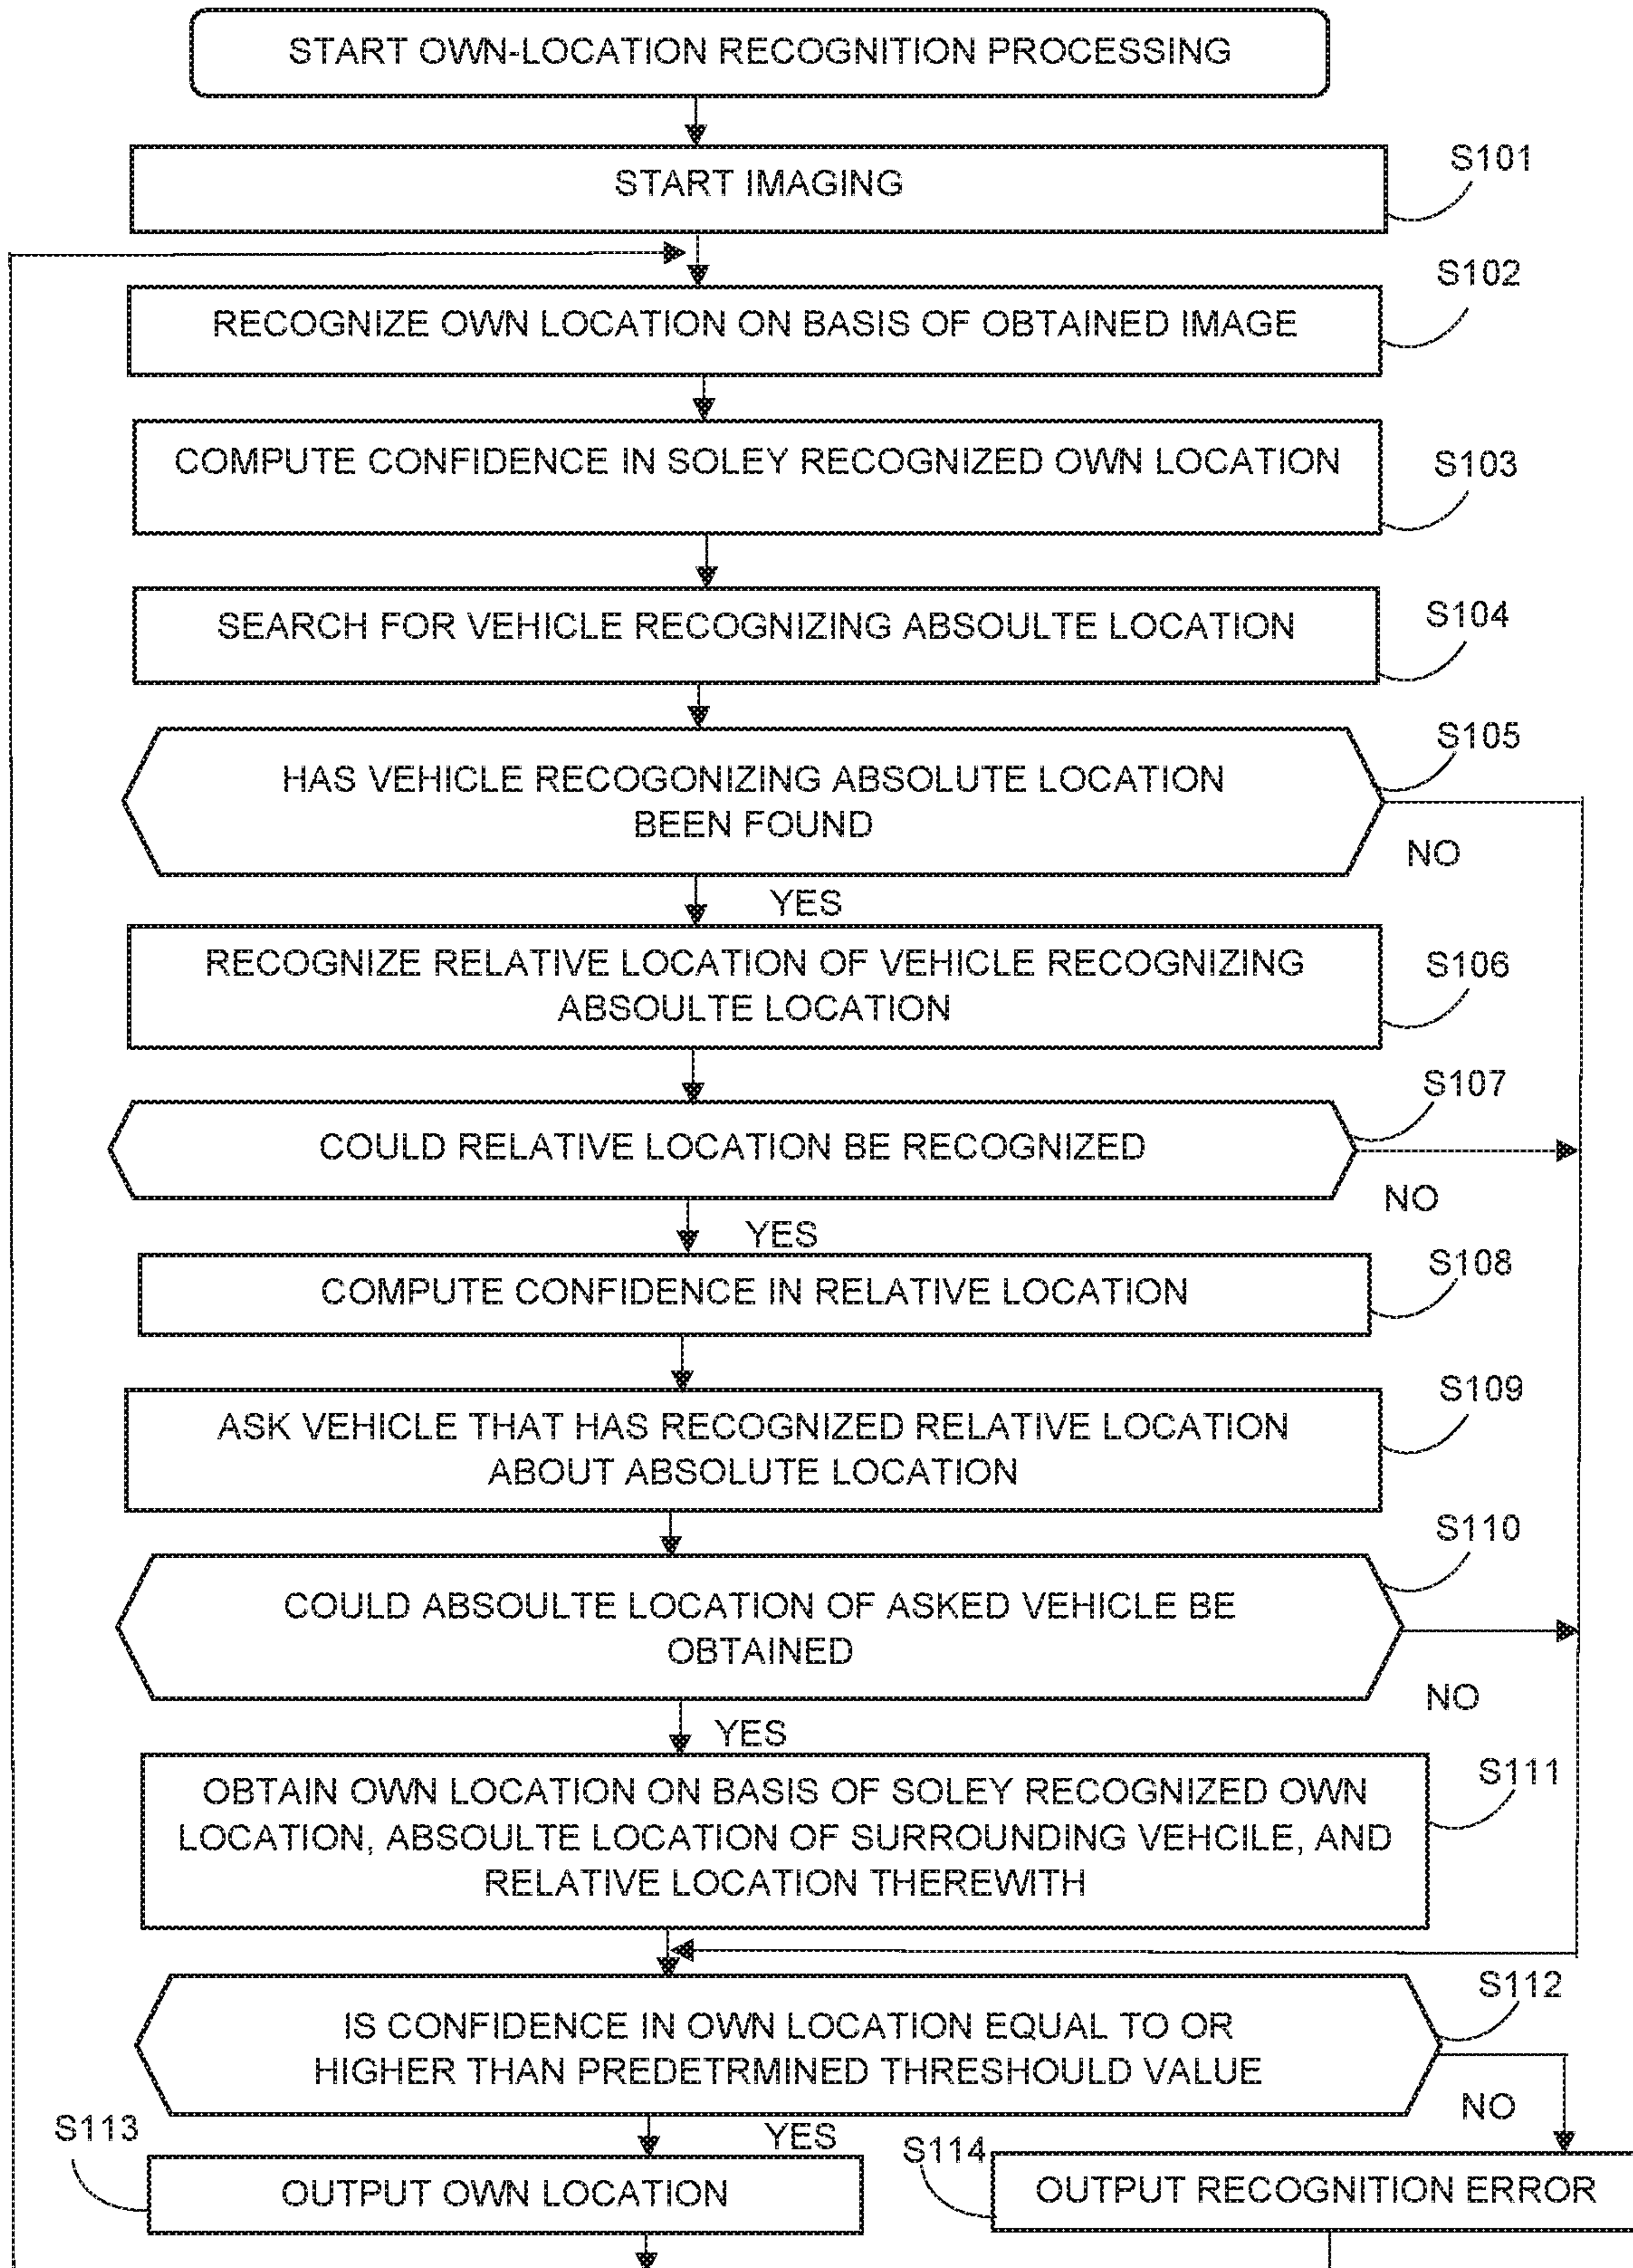 START OWN-LOCATION RECOGNITION PROCESSING
START IMAGING
S101
RECOGNIZE OWN LOCATION ON BASIS OF OBTAINED IMAGE
S102
COMPUTE CONFIDENCE IN SOLEY RECOGNIZED OWN LOCATION
S103
SEARCH FOR VEHICLE RECOGNIZING ABSOULTE LOCATION
S104
HAS VEHICLE RECOGONIZING ABSOLUTE LOCATION
BEEN FOUND
S105
NO
YES
RECOGNIZE RELATIVE LOCATION OF VEHICLE RECOGNIZING
ABSOULTE LOCATION
S106
COULD RELATIVE LOCATION BE RECOGNIZED
S107
NO
YES
COMPUTE CONFIDENCE IN RELATIVE LOCATION
S108
ASK VEHICLE THAT HAS RECOGNIZED RELATIVE LOCATION
ABOUT ABSOLUTE LOCATION
S109
COULD ABSOULTE LOCATION OF ASKED VEHICLE BE
OBTAINED
S110
NO
YES
OBTAIN OWN LOCATION ON BASIS OF SOLEY RECOGNIZED OWN
LOCATION, ABSOULTE LOCATION OF SURROUNDING VEHCILE, AND
RELATIVE LOCATION THEREWITH
S111
IS CONFIDENCE IN OWN LOCATION EQUAL TO OR
HIGHER THAN PREDETRMINED THRESHOULD VALUE
S112
NO
YES
S113
OUTPUT OWN LOCATION
S114
OUTPUT RECOGNITION ERROR